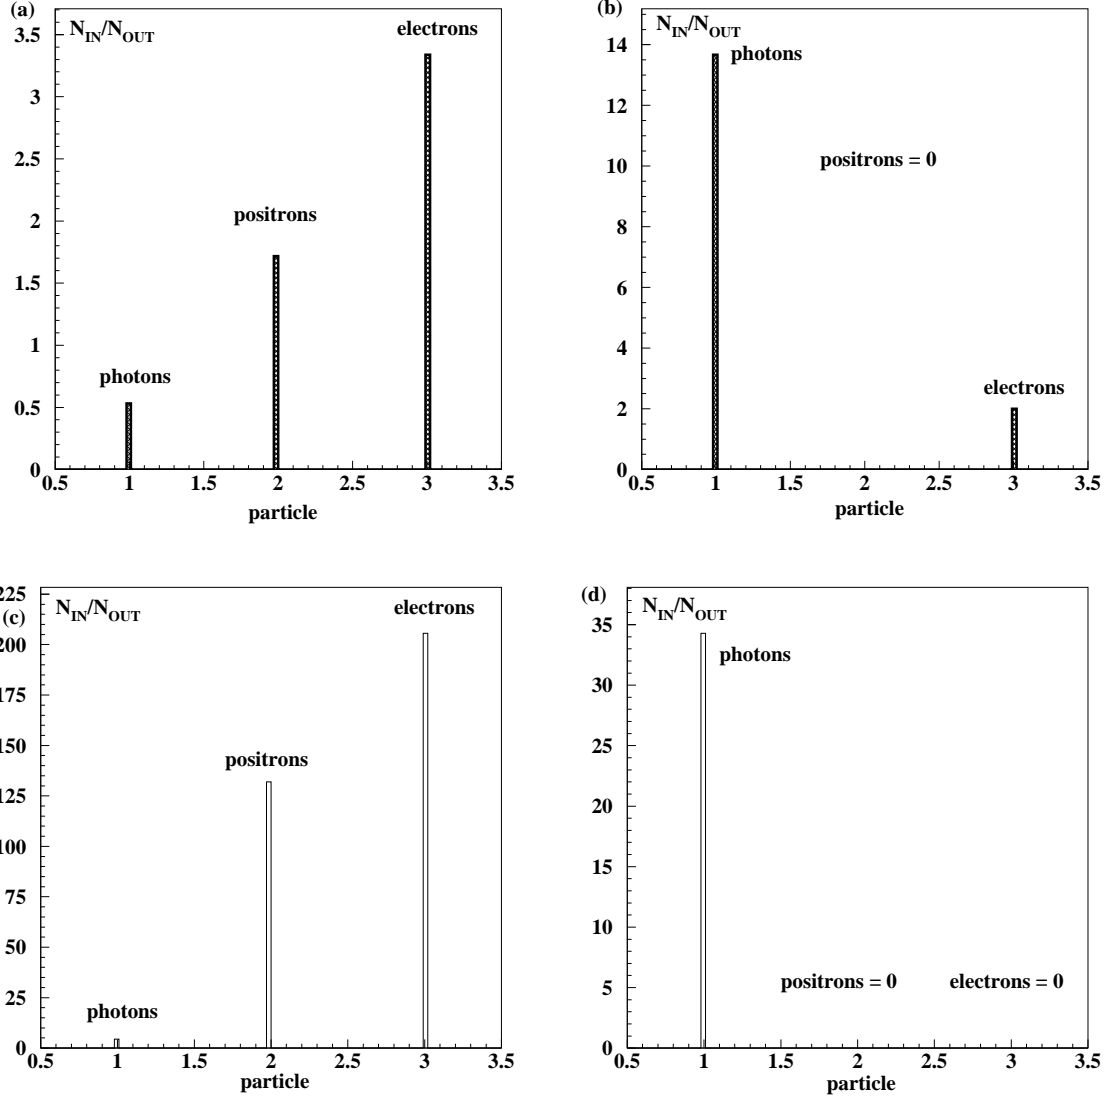 (a)
N_IN/N_OUT
electrons
positrons
photons
3.5
3
2.5
2
1.5
1
0.5
0
0.5 1 1.5 2 2.5 3 3.5
particle
(b)
N_IN/N_OUT
photons
positrons = 0
electrons
14
12
10
8
6
4
2
0
0.5 1 1.5 2 2.5 3 3.5
particle
(c)
N_IN/N_OUT
electrons
positrons
photons
225
200
175
150
125
100
75
50
25
0
0.5 1 1.5 2 2.5 3 3.5
particle
(d)
N_IN/N_OUT
photons
positrons = 0 electrons = 0
35
30
25
20
15
10
5
0
0.5 1 1.5 2 2.5 3 3.5
particle